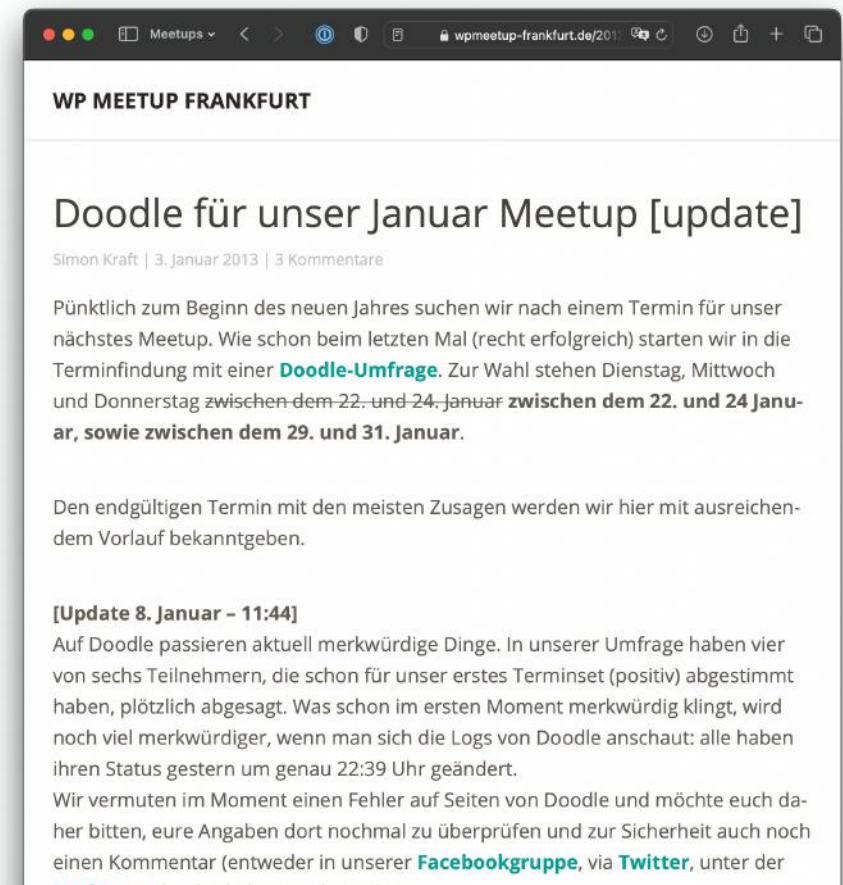 Meetups
wpmeetup-frankfurt.de/201
WP MEETUP FRANKFURT
Doodle für unser Januar Meetup [update]
Simon Kraft | 3. Januar 2013 | 3 Kommentare
Pünktlich zum Beginn des neuen Jahres suchen wir nach einem Termin für unser
nächstes Meetup. Wie schon beim letzten Mal (recht erfolgreich) starten wir in die
Terminfindung mit einer Doodle-Umfrage. Zur Wahl stehen Dienstag, Mittwoch
und Donnerstag zwischen dem 22. und 24. Januar zwischen dem 22. und 24 Janu-
ar, sowie zwischen dem 29. und 31. Januar.
Den endgültigen Termin mit den meisten Zusagen werden wir hier mit ausreichen-
dem Vorlauf bekanntgeben.
[Update 8. Januar – 11:44]
Auf Doodle passieren aktuell merkwürdige Dinge. In unserer Umfrage haben vier
von sechs Teilnehmern, die schon für unser erstes Terminset (positiv) abgestimmt
haben, plötzlich abgesagt. Was schon im ersten Moment merkwürdig klingt, wird
noch viel merkwürdiger, wenn man sich die Logs von Doodle anschaut: alle haben
ihren Status gestern um genau 22:39 Uhr geändert.
Wir vermuten im Moment einen Fehler auf Seiten von Doodle und möchte euch da-
her bitten, eure Angaben dort nochmal zu überprüfen und zur Sicherheit auch noch
einen Kommentar (entweder in unserer Facebookgruppe, via Twitter, unter der